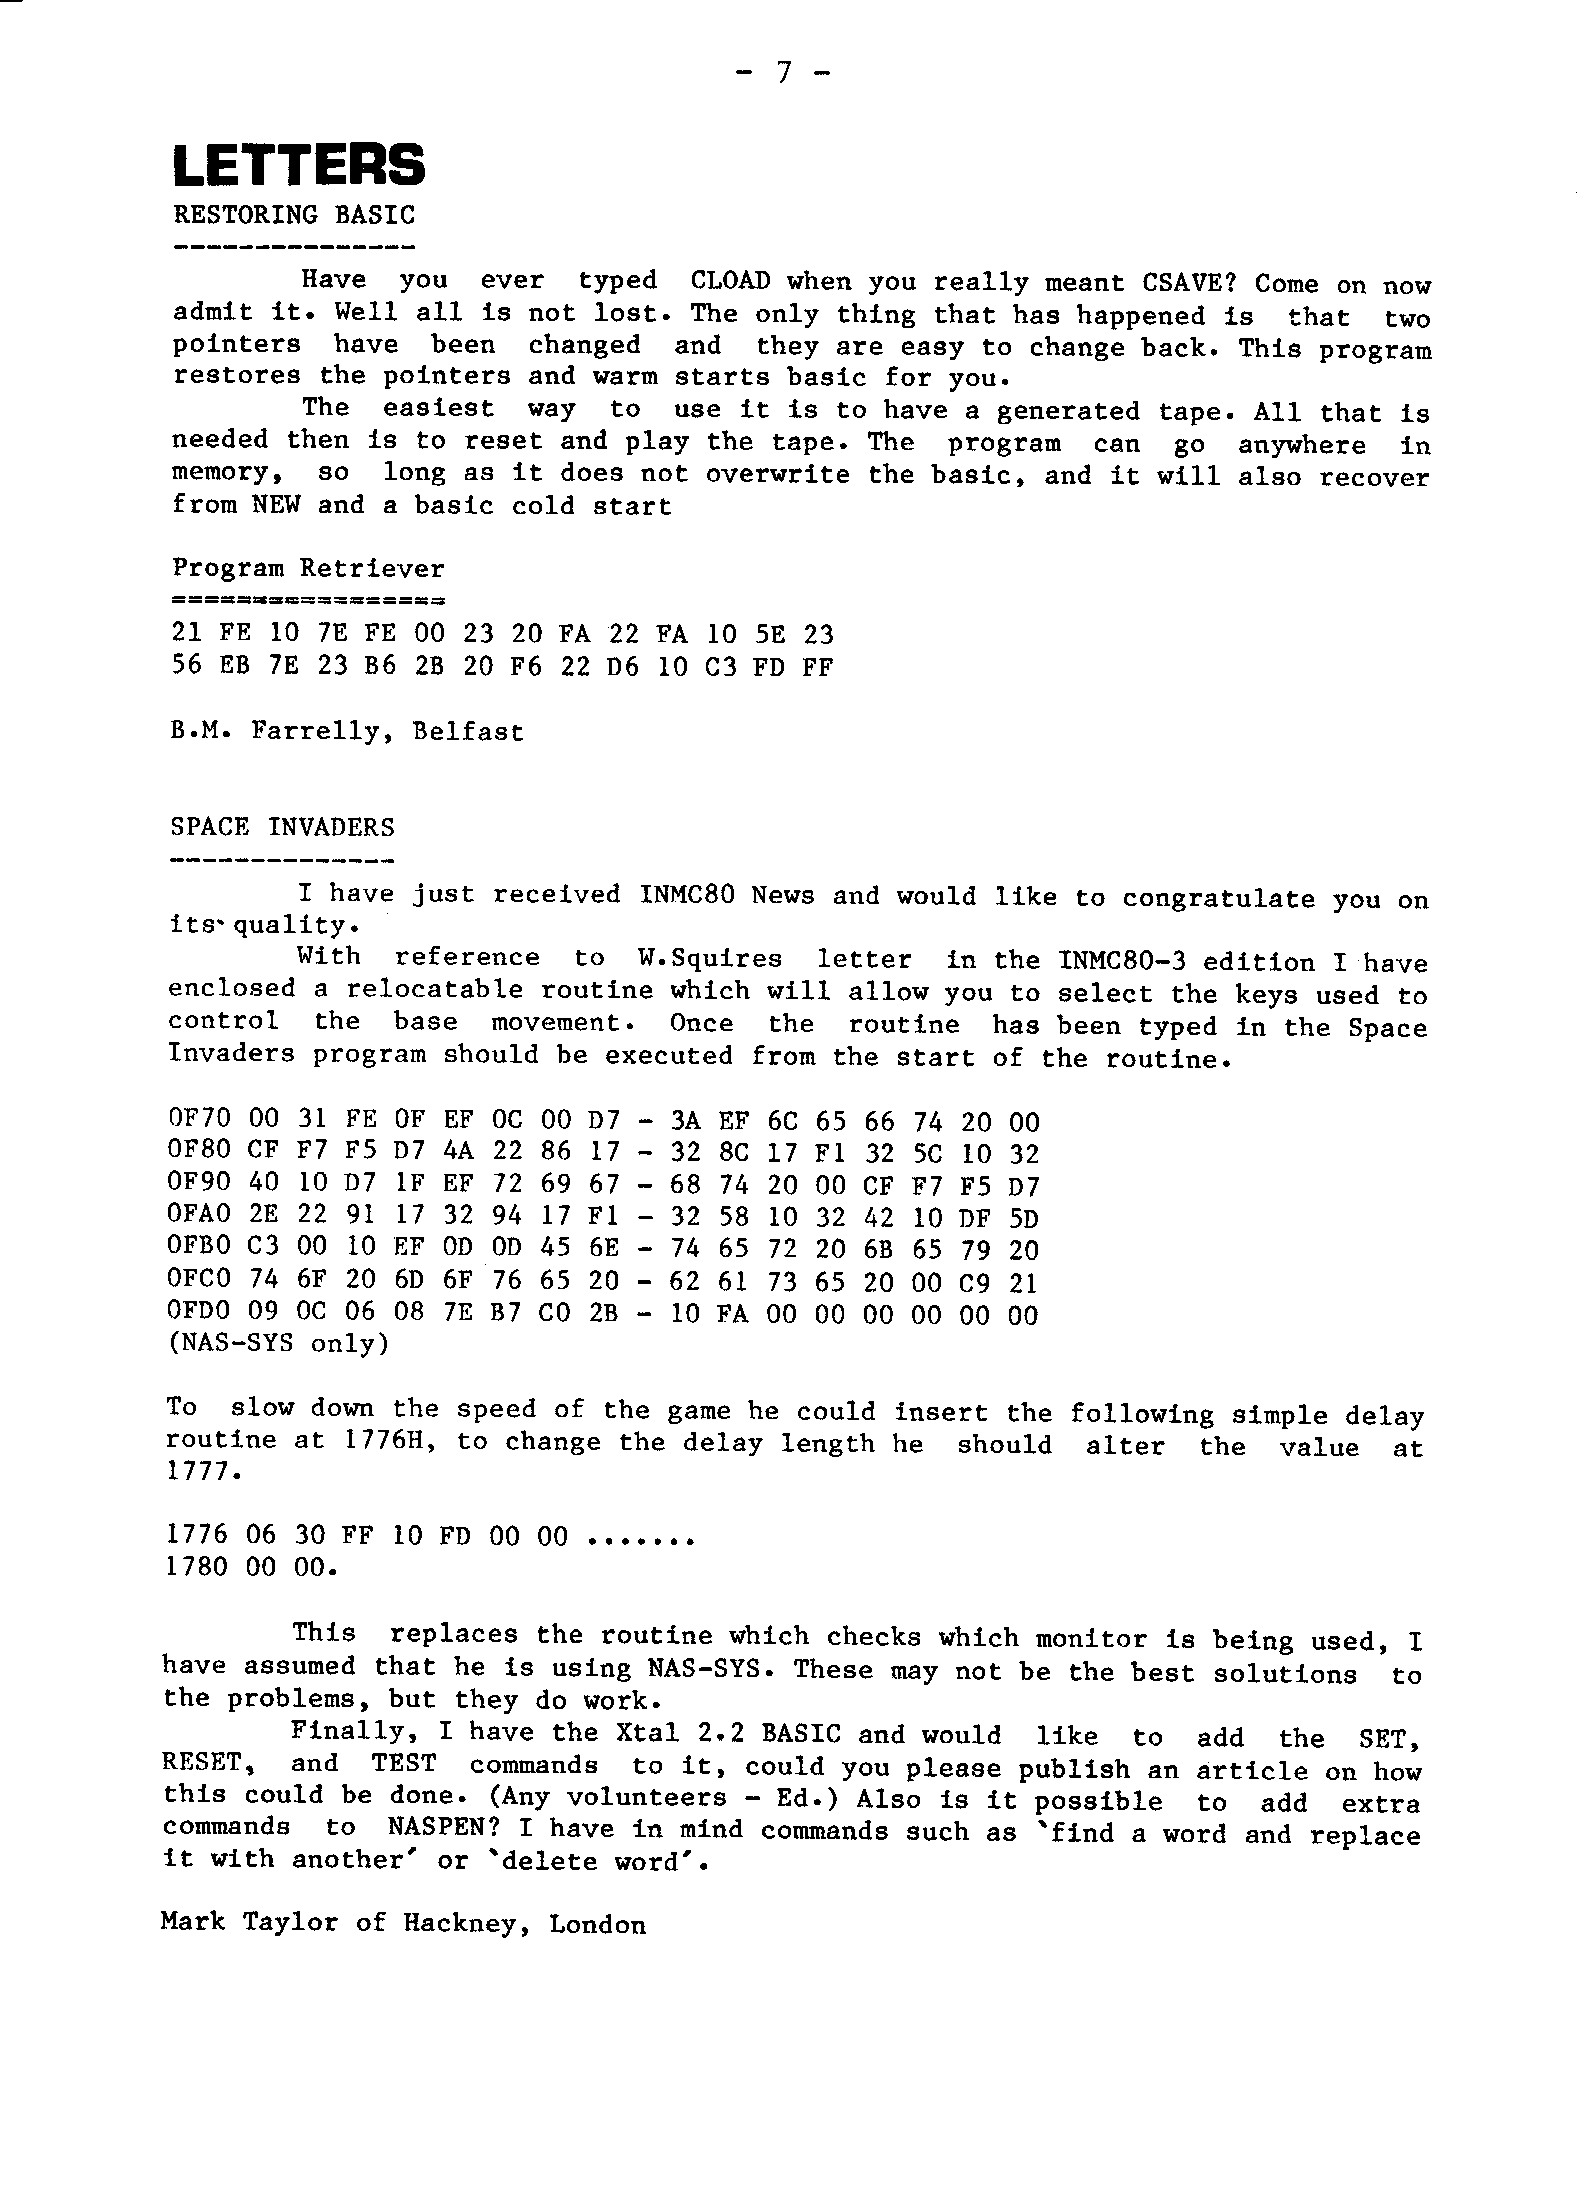 - 7 -
LETTERS
RESTORING BASIC
---------------
Have you ever typed CLOAD when you really meant CSAVE? Come on now
admit it. Well all is not lost. The only thing that has happened is that two
pointers have been changed and they are easy to change back. This program
restores the pointers and warm starts basic for you.
The easiest way to use it is to have a generated tape. All that is
needed then is to reset and play the tape. The program can go anywhere in
memory, so long as it does not overwrite the basic, and it will also recover
from NEW and a basic cold start
Program Retriever
=================
21 FE 10 7E FE 00 23 20 FA 22 FA 10 5E 23
56 EB 7E 23 B6 2B 20 F6 22 D6 10 C3 FD FF
B.M. Farrelly, Belfast
SPACE INVADERS
--------------
I have just received INMC80 News and would like to congratulate you on
its` quality.
With reference to W.Squires letter in the INMC80-3 edition I have
enclosed a relocatable routine which will allow you to select the keys used to
control the base movement. Once the routine has been typed in the Space
Invaders program should be executed from the start of the routine.
0F70 00 31 FE 0F EF 0C 00 D7 - 3A EF 6C 65 66 74 20 00
0F80 CF F7 F5 D7 4A 22 86 17 - 32 8C 17 F1 32 5C 10 32
0F90 40 10 D7 1F EF 72 69 67 - 68 74 20 00 CF F7 F5 D7
0FA0 2E 22 91 17 32 94 17 F1 - 32 58 10 32 42 10 DF 5D
0FB0 C3 00 10 EF 0D 0D 45 6E - 74 65 72 20 6B 65 79 20
0FC0 74 6F 20 6D 6F 76 65 20 - 62 61 73 65 20 00 C9 21
0FD0 09 0C 06 08 7E B7 C0 2B - 10 FA 00 00 00 00 00 00
(NAS-SYS only)
To slow down the speed of the game he could insert the following simple delay
routine at 1776H, to change the delay length he should alter the value at
1777.
1776 06 30 FF 10 FD 00 00 .......
1780 00 00.
This replaces the routine which checks which monitor is being used, I
have assumed that he is using NAS-SYS. These may not be the best solutions to
the problems, but they do work.
Finally, I have the Xtal 2.2 BASIC and would like to add the SET,
RESET, and TEST commands to it, could you please publish an article on how
this could be done. (Any volunteers - Ed.) Also is it possible to add extra
commands to NASPEN? I have in mind commands such as `find a word and replace
it with another' or `delete word'.
Mark Taylor of Hackney, London